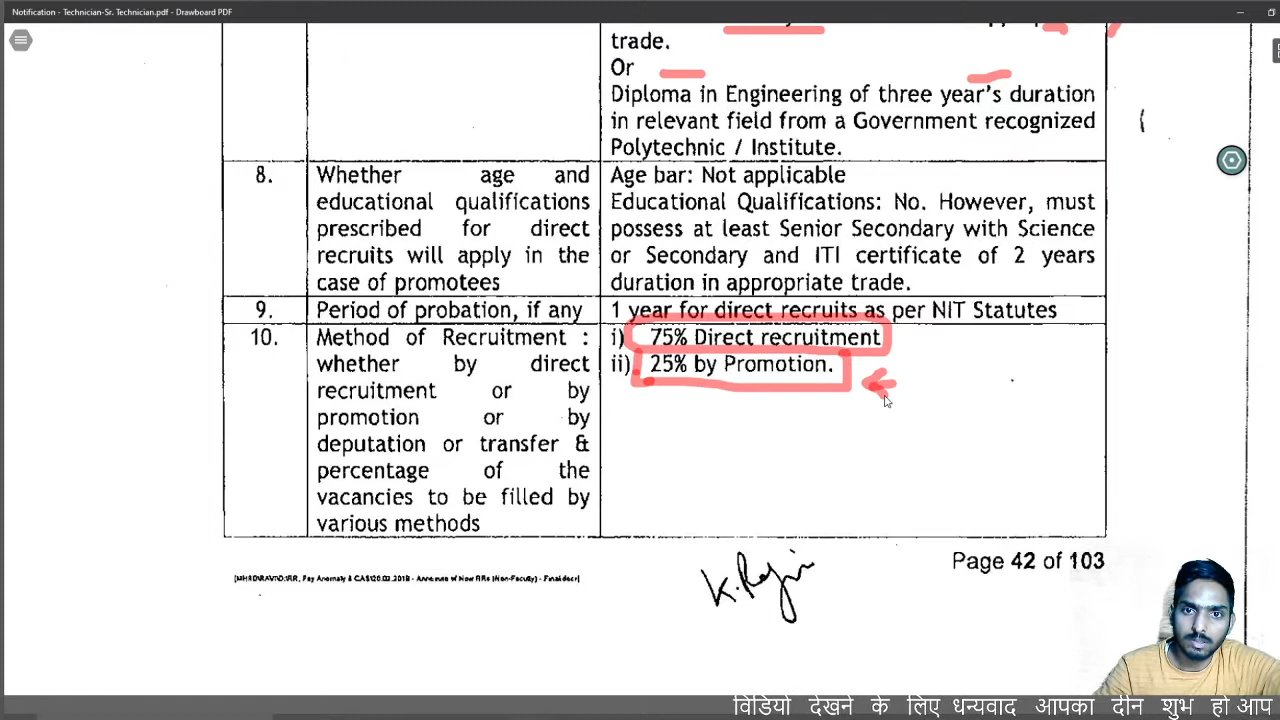 Notification - Technician-Sr. Technician.pdf - Drawboard PDF
trade.
Or
Diploma in Engineering of three year's duration
in relevant field from a Government recognized
Polytechnic / Institute.
8. Whether age and educational qualifications prescribed for direct recruits will apply in the case of promotees
Age bar: Not applicable
Educational Qualifications: No. However, must
possess at least Senior Secondary with Science
or Secondary and ITI certificate of 2 years
duration in appropriate trade.
9. Period of probation, if any
1 year for direct recruits as per NIT Statutes
10. Method of Recruitment :
whether by direct
recruitment or by
promotion or by
deputation or transfer &
percentage of the
vacancies to be filled by
various methods
i) 75% Direct recruitment
ii) 25% by Promotion.
Page 42 of 103
K. Raji
विडियो देखने के लिए धन्यवाद आपका दीन शुभ हो आप